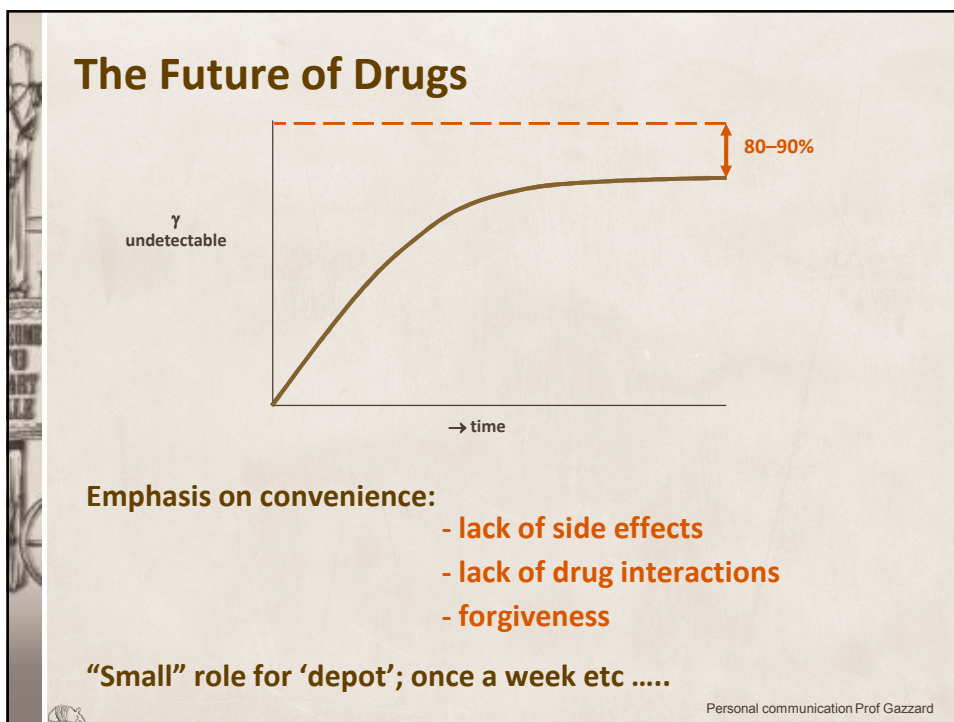 The Future of Drugs
80–90%
γ
undetectable
→ time
Emphasis on convenience:
- lack of side effects
- lack of drug interactions
- forgiveness
“Small” role for ‘depot’; once a week etc …..
Personal communication Prof Gazzard